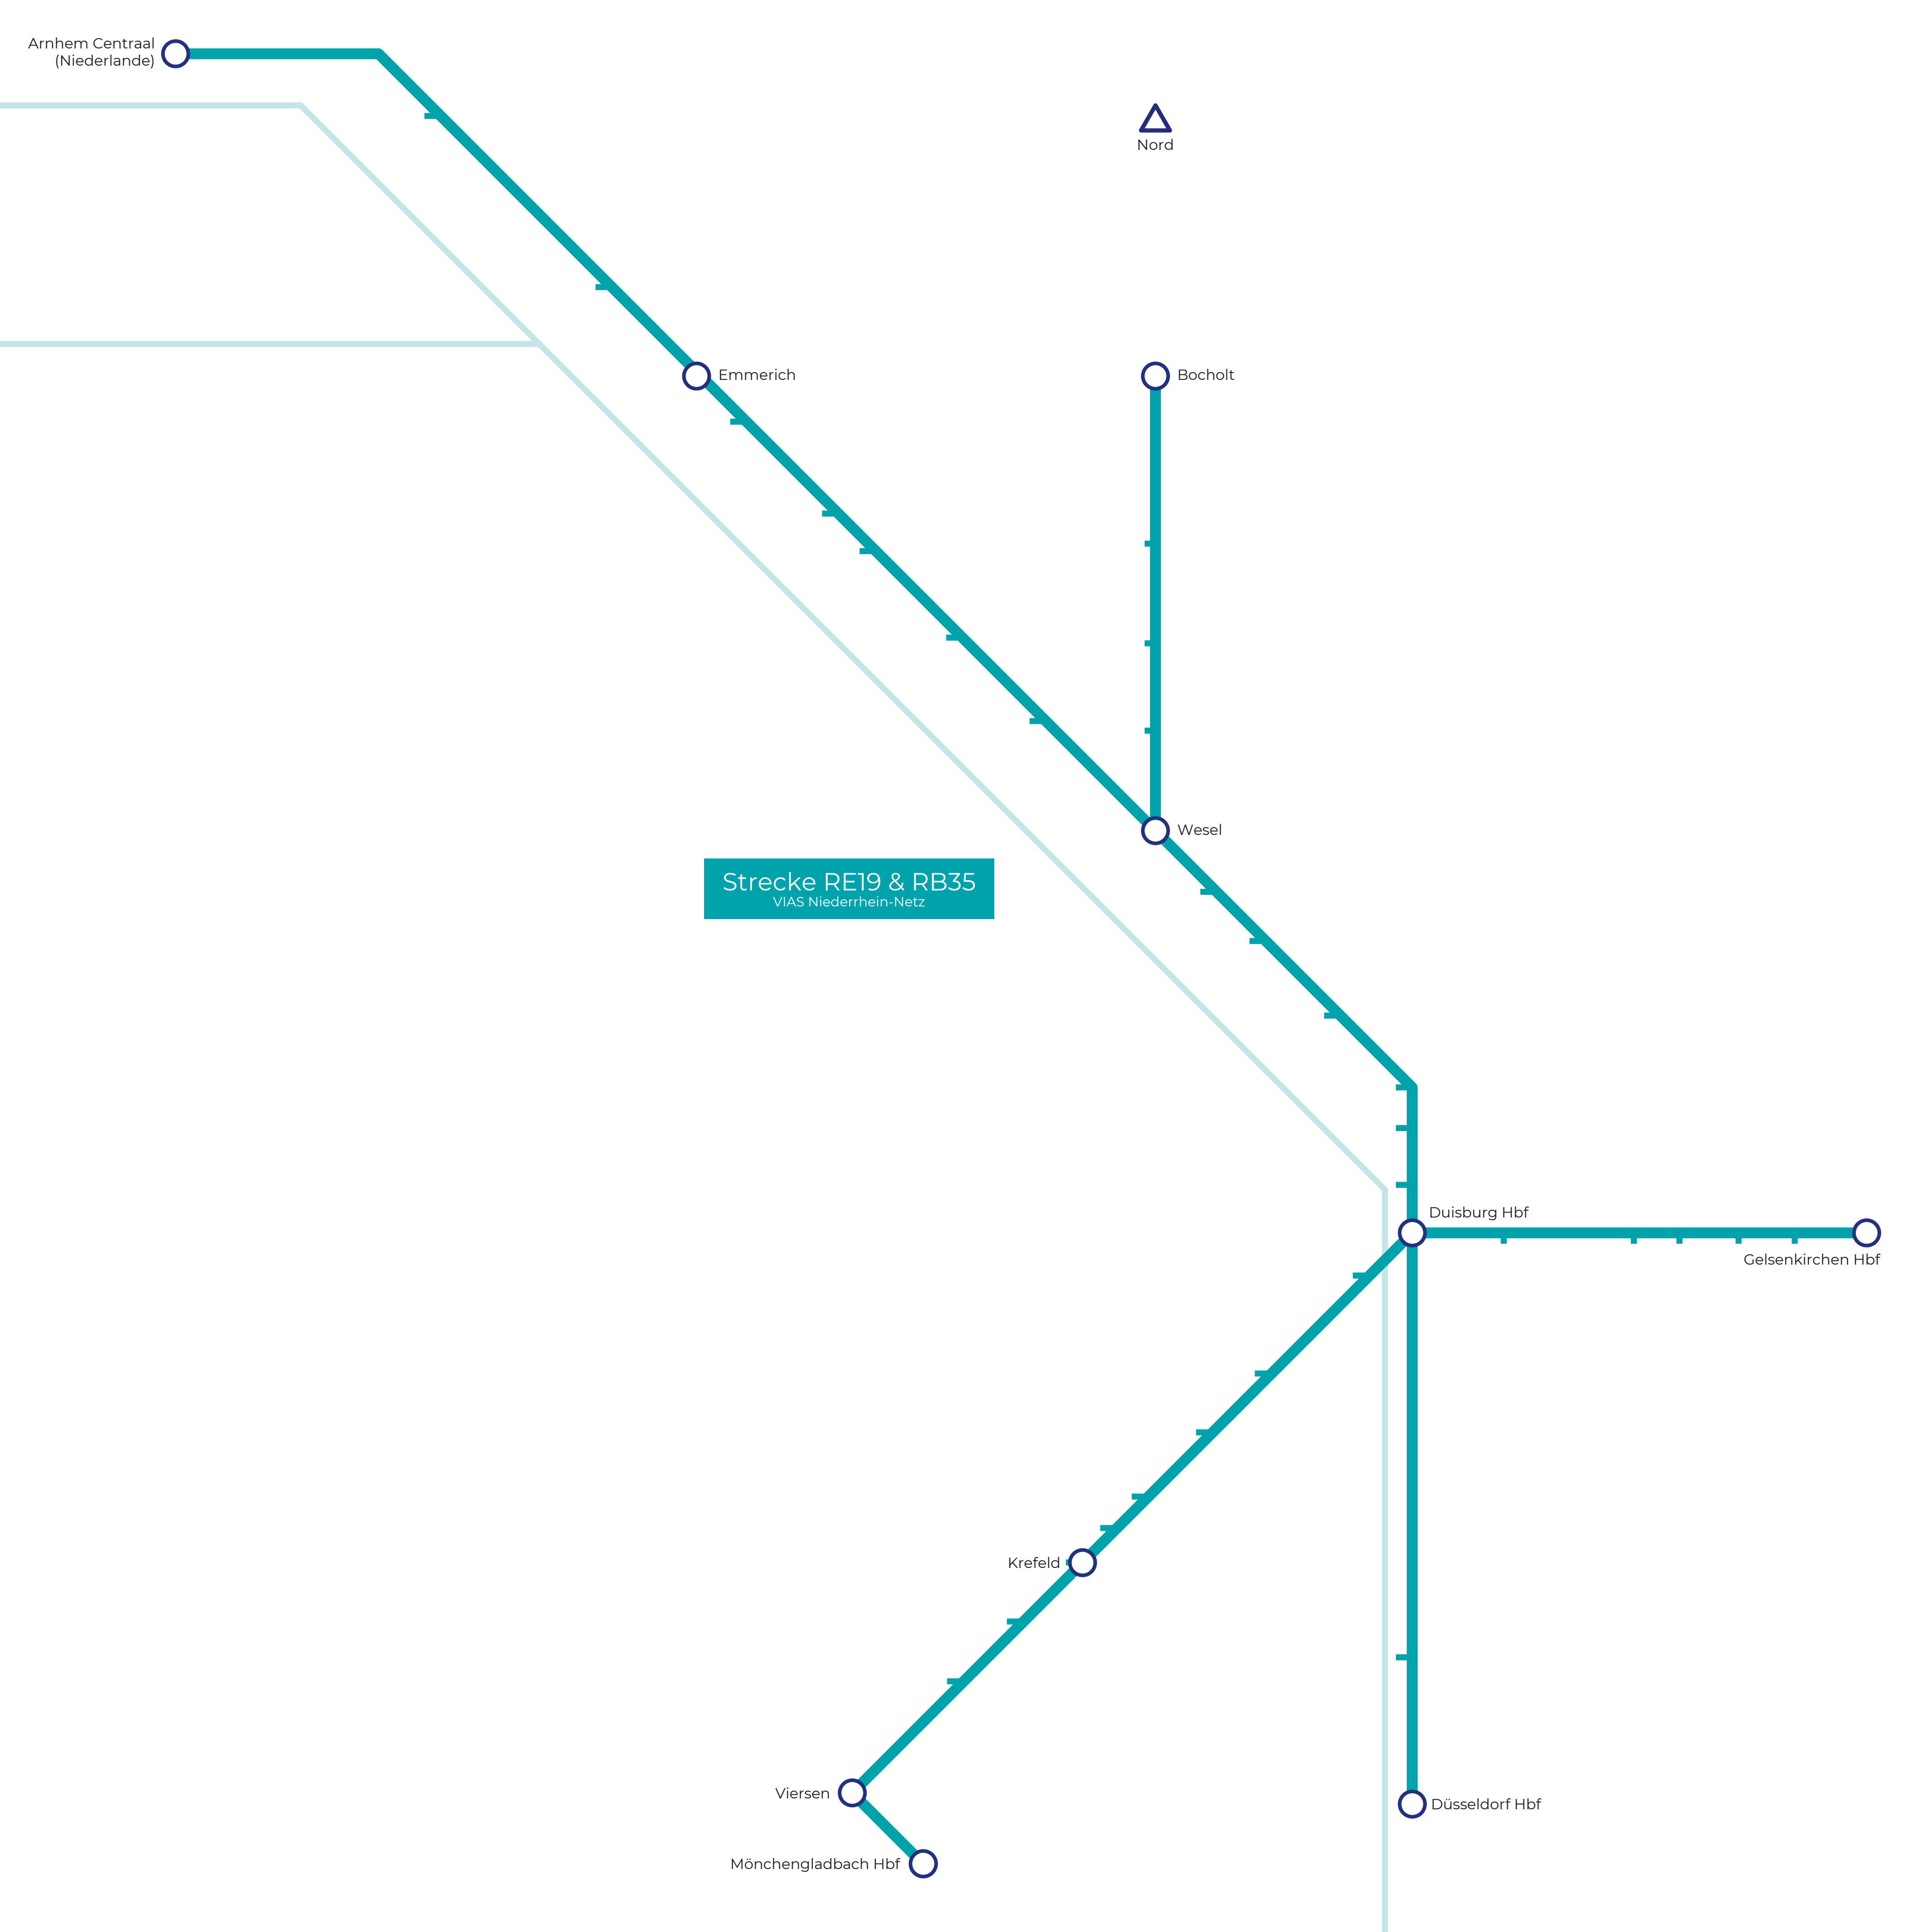 Arnhem Centraal
(Niederlande)
Nord
Emmerich
Bocholt
Wesel
Strecke RE19 & RB35
VIAS Niederrhein-Netz
Duisburg Hbf
Gelsenkirchen Hbf
Krefeld
Viersen
Düsseldorf Hbf
Mönchengladbach Hbf